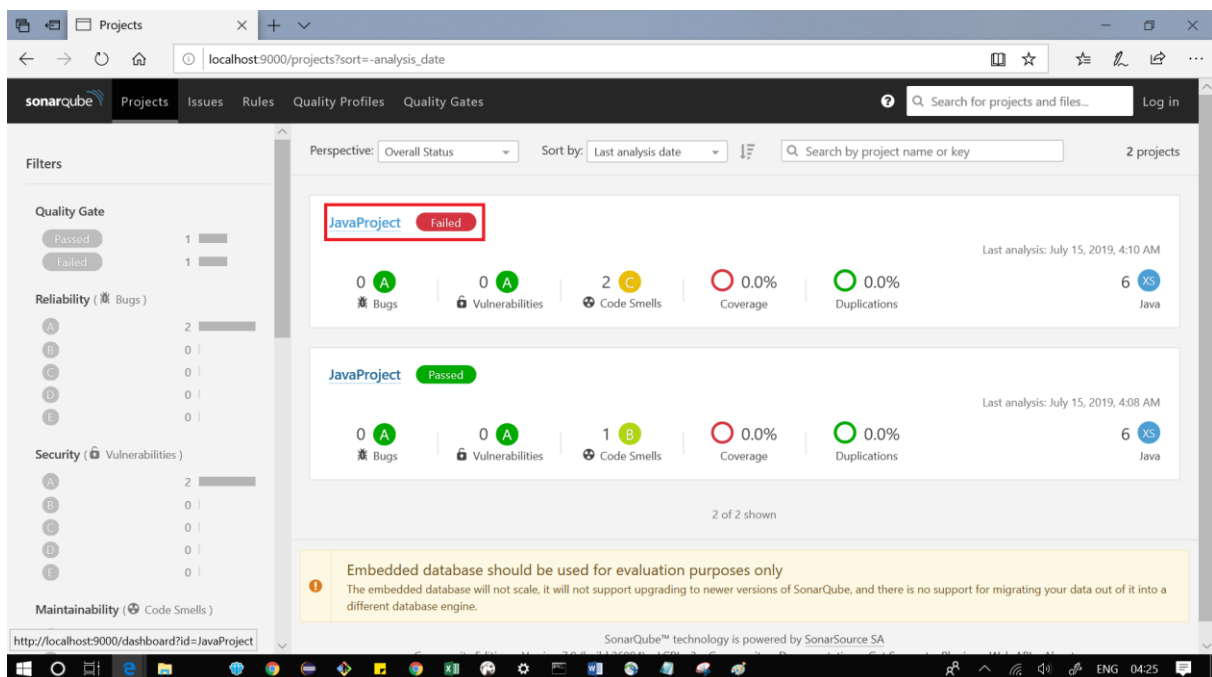 Projects
localhost:9000/projects?sort=-analysis_date
sonarqube Projects Issues Rules Quality Profiles Quality Gates
Search for projects and files...
Log in
Filters
Perspective: Overall Status
Sort by: Last analysis date
Search by project name or key
2 projects
Quality Gate
Passed 1
Failed 1
Reliability ( Bugs )
A 2
B 0
C 0
D 0
E 0
Security ( Vulnerabilities )
A 2
B 0
C 0
D 0
E 0
Maintainability ( Code Smells )
JavaProject Failed
Last analysis: July 15, 2019, 4:10 AM
0 A
Bugs
0 A
Vulnerabilities
2 C
Code Smells
0.0%
Coverage
0.0%
Duplications
6 XS
Java
JavaProject Passed
Last analysis: July 15, 2019, 4:08 AM
0 A
Bugs
0 A
Vulnerabilities
1 B
Code Smells
0.0%
Coverage
0.0%
Duplications
6 XS
Java
2 of 2 shown
Embedded database should be used for evaluation purposes only
The embedded database will not scale, it will not support upgrading to newer versions of SonarQube, and there is no support for migrating your data out of it into a
different database engine.
SonarQube™ technology is powered by SonarSource SA
http://localhost:9000/dashboard?id=JavaProject
ENG 04:25